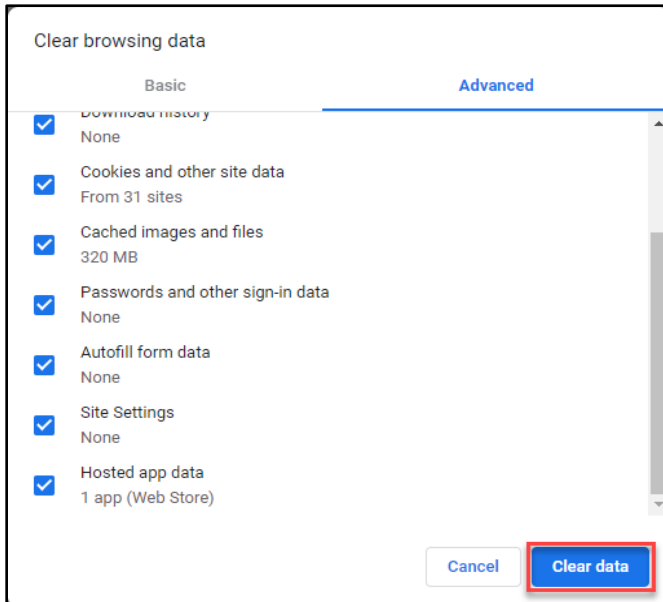 Clear browsing data
Basic
Advanced
Download history
None
Cookies and other site data
From 31 sites
Cached images and files
320 MB
Passwords and other sign-in data
None
Autofill form data
None
Site Settings
None
Hosted app data
1 app (Web Store)
Cancel
Clear data